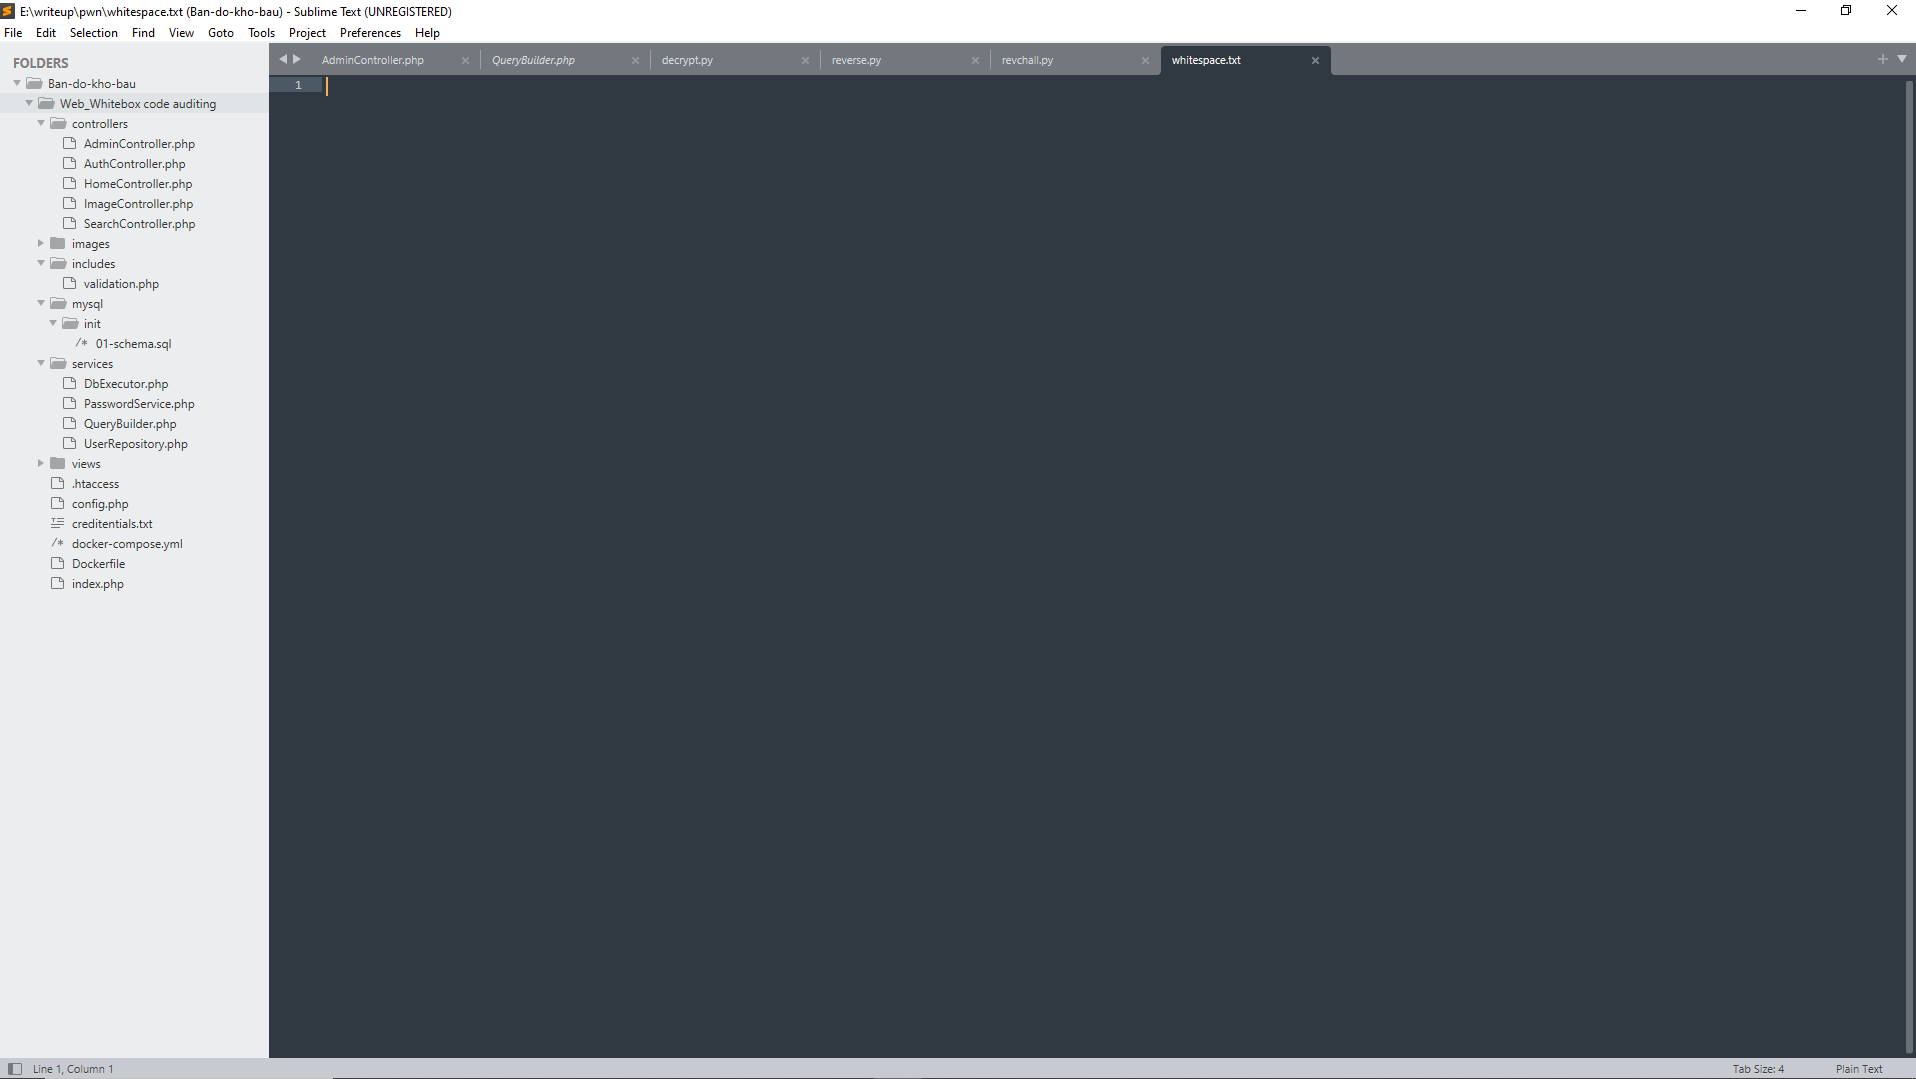 E:\writeup\pwn\whitespace.txt (Ban-do-kho-bau) - Sublime Text (UNREGISTERED)
File Edit Selection Find View Goto Tools Project Preferences Help
FOLDERS
Ban-do-kho-bau
Web_Whitebox code auditing
controllers
AdminController.php
AuthController.php
HomeController.php
ImageController.php
SearchController.php
images
includes
validation.php
mysql
init
/* 01-schema.sql
services
DbExecutor.php
PasswordService.php
QueryBuilder.php
UserRepository.php
views
.htaccess
config.php
creditentials.txt
/* docker-compose.yml
Dockerfile
index.php
AdminController.php QueryBuilder.php decrypt.py reverse.py revchall.py whitespace.txt
1
Line 1, Column 1 Tab Size: 4 Plain Text